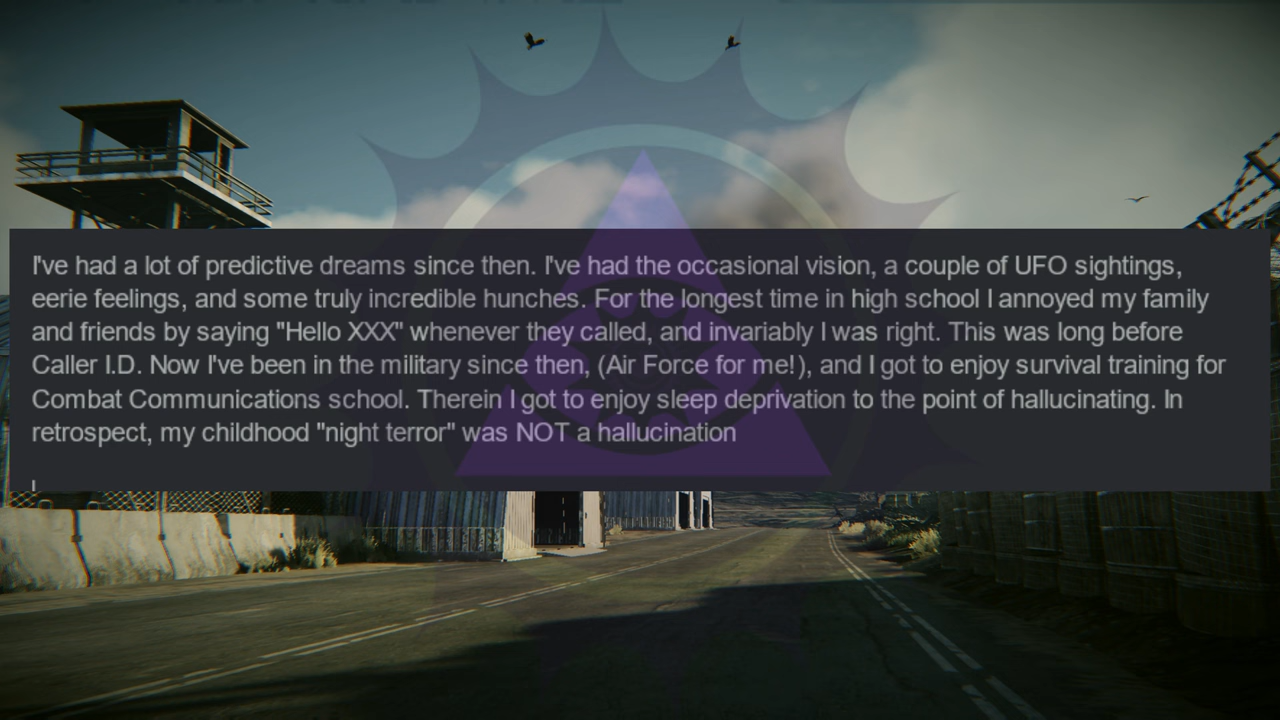 I've had a lot of predictive dreams since then. I've had the occasional vision, a couple of UFO sightings,
eerie feelings, and some truly incredible hunches. For the longest time in high school I annoyed my family
and friends by saying "Hello XXX" whenever they called, and invariably I was right. This was long before
Caller I.D. Now I've been in the military since then, (Air Force for me!), and I got to enjoy survival training for
Combat Communications school. Therein I got to enjoy sleep deprivation to the point of hallucinating. In
retrospect, my childhood "night terror" was NOT a hallucination